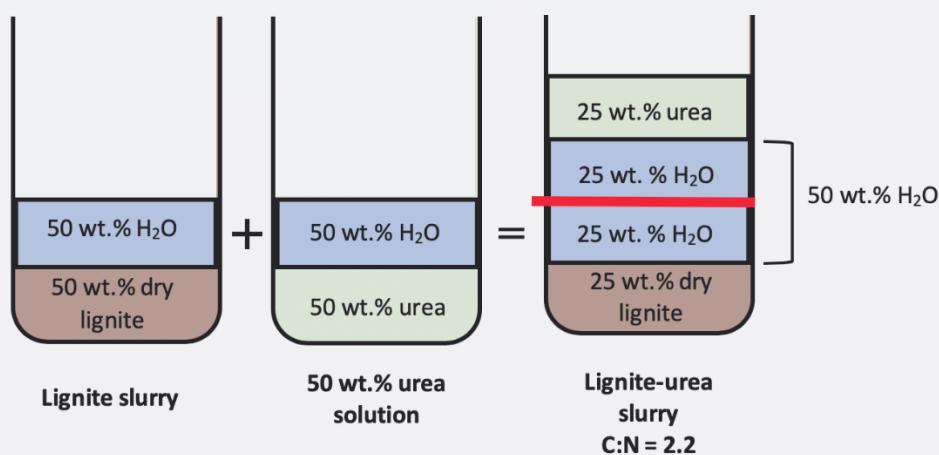 50 wt.% H₂O
50 wt.% dry
lignite
Lignite slurry
+
50 wt.% H₂O
50 wt.% urea
50 wt.% urea
solution
=
25 wt.% urea
25 wt. % H₂O
25 wt. % H₂O
25 wt.% dry
lignite
50 wt.% H₂O
Lignite-urea
slurry
C:N = 2.2